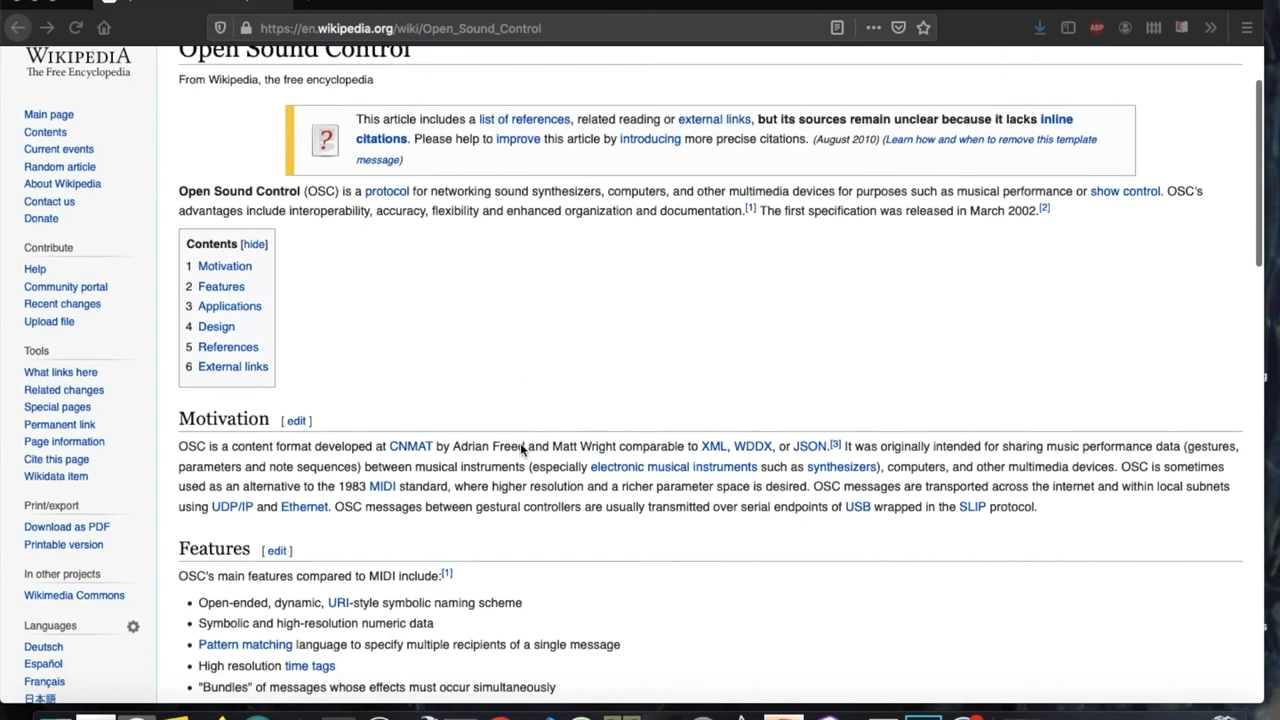 https://en.wikipedia.org/wiki/Open_Sound_Control
ABP
WIKIPEDIA
The Free Encyclopedia
Main page
Contents
Current events
Random article
About Wikipedia
Contact us
Donate
Contribute
Help
Community portal
Recent changes
Upload file
Tools
What links here
Related changes
Special pages
Permanent link
Page information
Cite this page
Wikidata item
Print/export
Download as PDF
Printable version
In other projects
Wikimedia Commons
Languages
Deutsch
Español
Français
日本語
Open Sound Control
From Wikipedia, the free encyclopedia
This article includes a list of references, related reading or external links, but its sources remain unclear because it lacks inline
citations. Please help to improve this article by introducing more precise citations. (August 2010) (Learn how and when to remove this template
message)
Open Sound Control (OSC) is a protocol for networking sound synthesizers, computers, and other multimedia devices for purposes such as musical performance or show control. OSC's
advantages include interoperability, accuracy, flexibility and enhanced organization and documentation.[1] The first specification was released in March 2002.[2]
Contents [hide]
1 Motivation
2 Features
3 Applications
4 Design
5 References
6 External links
Motivation [ edit ]
OSC is a content format developed at CNMAT by Adrian Freed and Matt Wright comparable to XML, WDDX, or JSON.[3] It was originally intended for sharing music performance data (gestures,
parameters and note sequences) between musical instruments (especially electronic musical instruments such as synthesizers), computers, and other multimedia devices. OSC is sometimes
used as an alternative to the 1983 MIDI standard, where higher resolution and a richer parameter space is desired. OSC messages are transported across the internet and within local subnets
using UDP/IP and Ethernet. OSC messages between gestural controllers are usually transmitted over serial endpoints of USB wrapped in the SLIP protocol.
Features [ edit ]
OSC's main features compared to MIDI include:[1]
• Open-ended, dynamic, URI-style symbolic naming scheme
• Symbolic and high-resolution numeric data
• Pattern matching language to specify multiple recipients of a single message
• High resolution time tags
• "Bundles" of messages whose effects must occur simultaneously